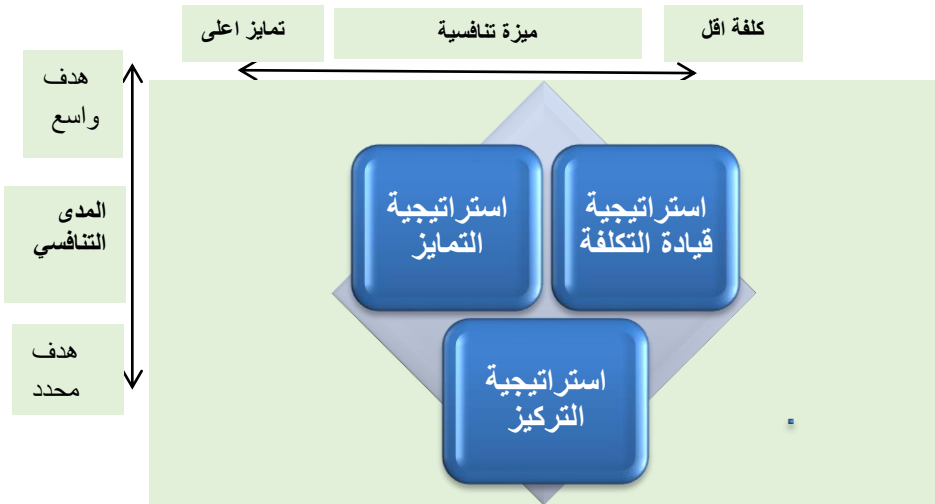 كلفة اقل
ميزة تنافسية
تمايز اعلى
هدف
واسع
المدى
التنافسي
هدف
محدد
استراتيجية
قيادة التكلفة
استراتيجية
التمايز
استراتيجية
التركيز